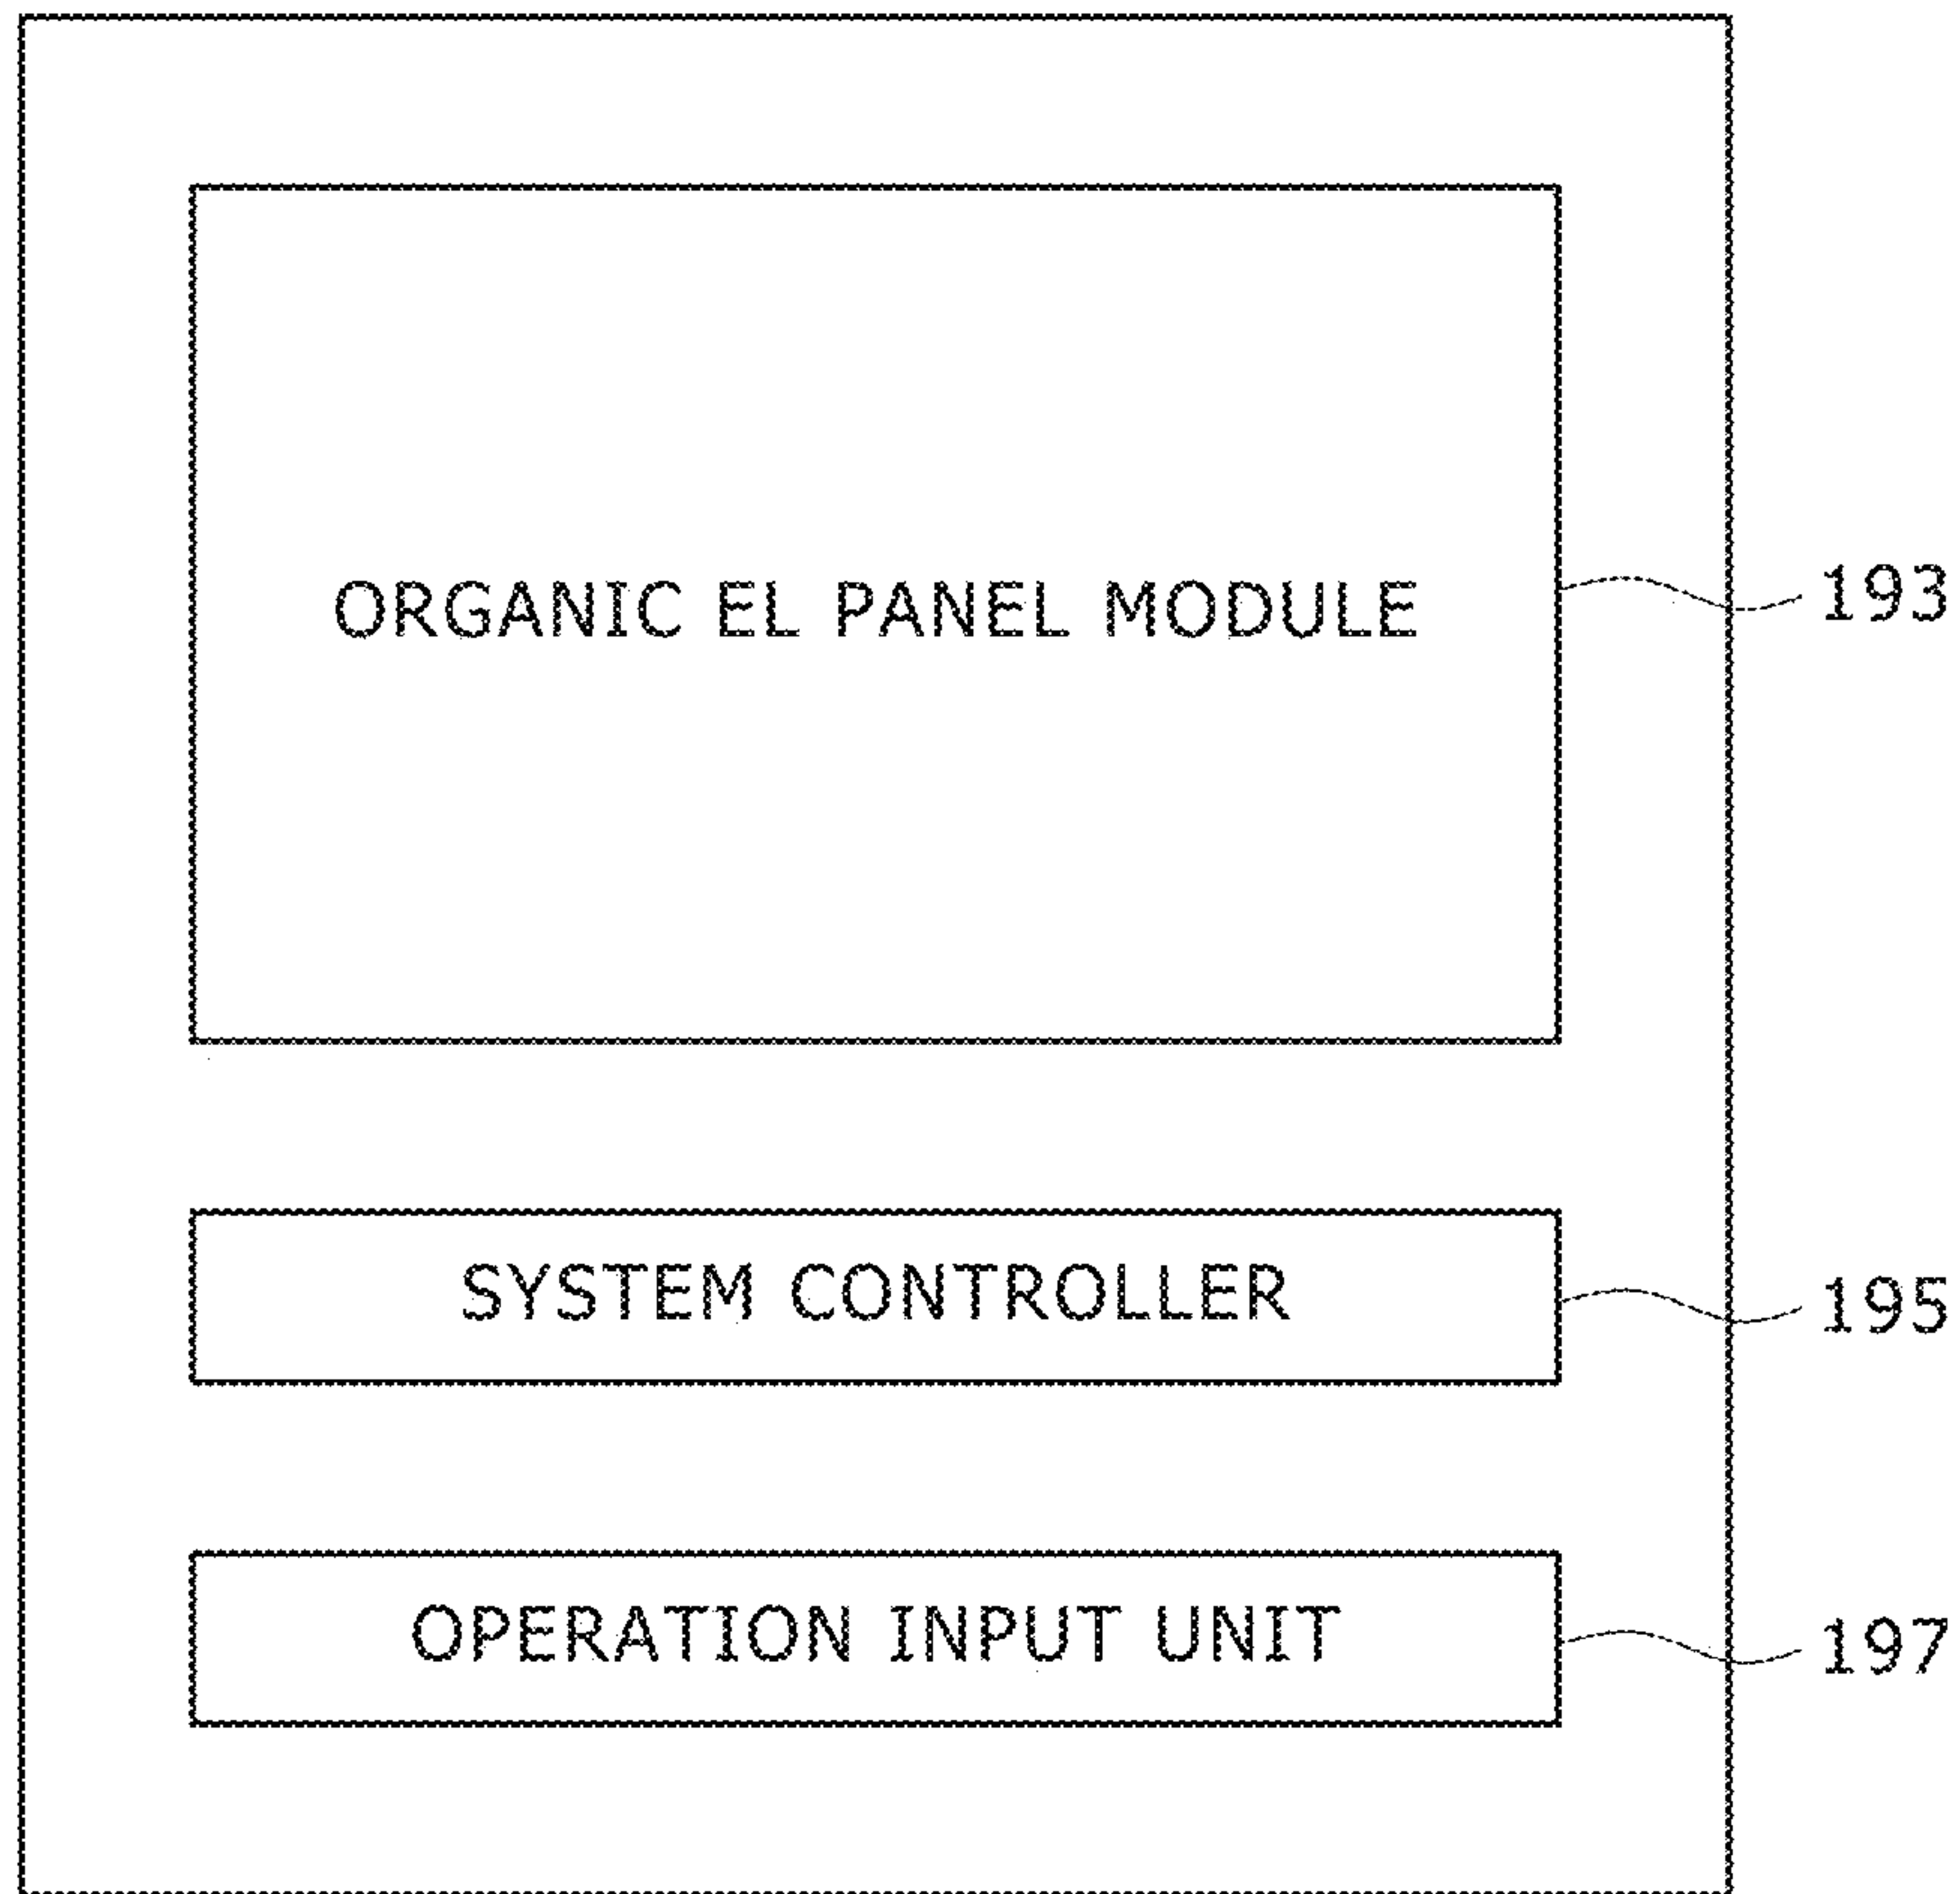 ORGANIC EL PANEL MODULE
193
SYSTEM CONTROLLER
195
OPERATION INPUT UNIT
197